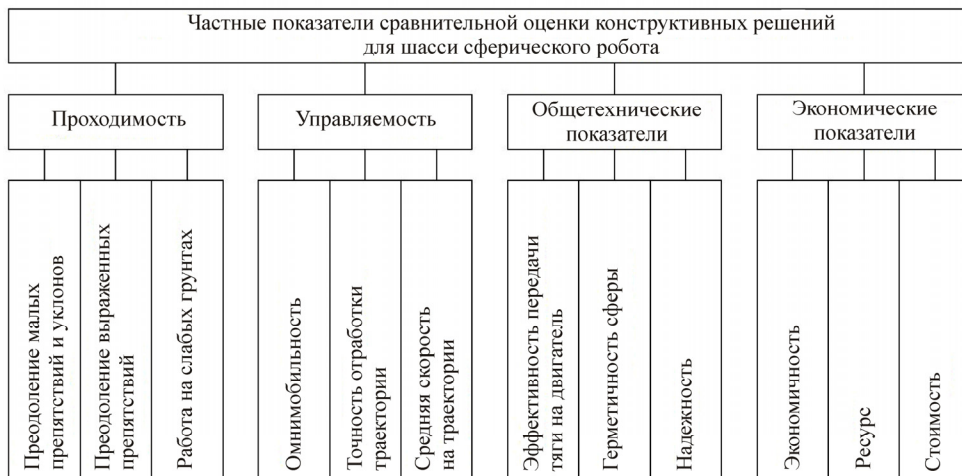 Частные показатели сравнительной оценки конструктивных решений
для шасси сферического робота
Проходимость
Управляемость
Общетехнические
показатели
Экономические
показатели
Преодоление малых
препятствий и уклонов
Преодоление выраженных
препятствий
Работа на слабых грунтах
Омнимобильность
Точность отработки
траектории
Средняя скорость
на траектории
Эффективность передачи
тяги на двигатель
Герметичность сферы
Надежность
Экономичность
Ресурс
Стоимость